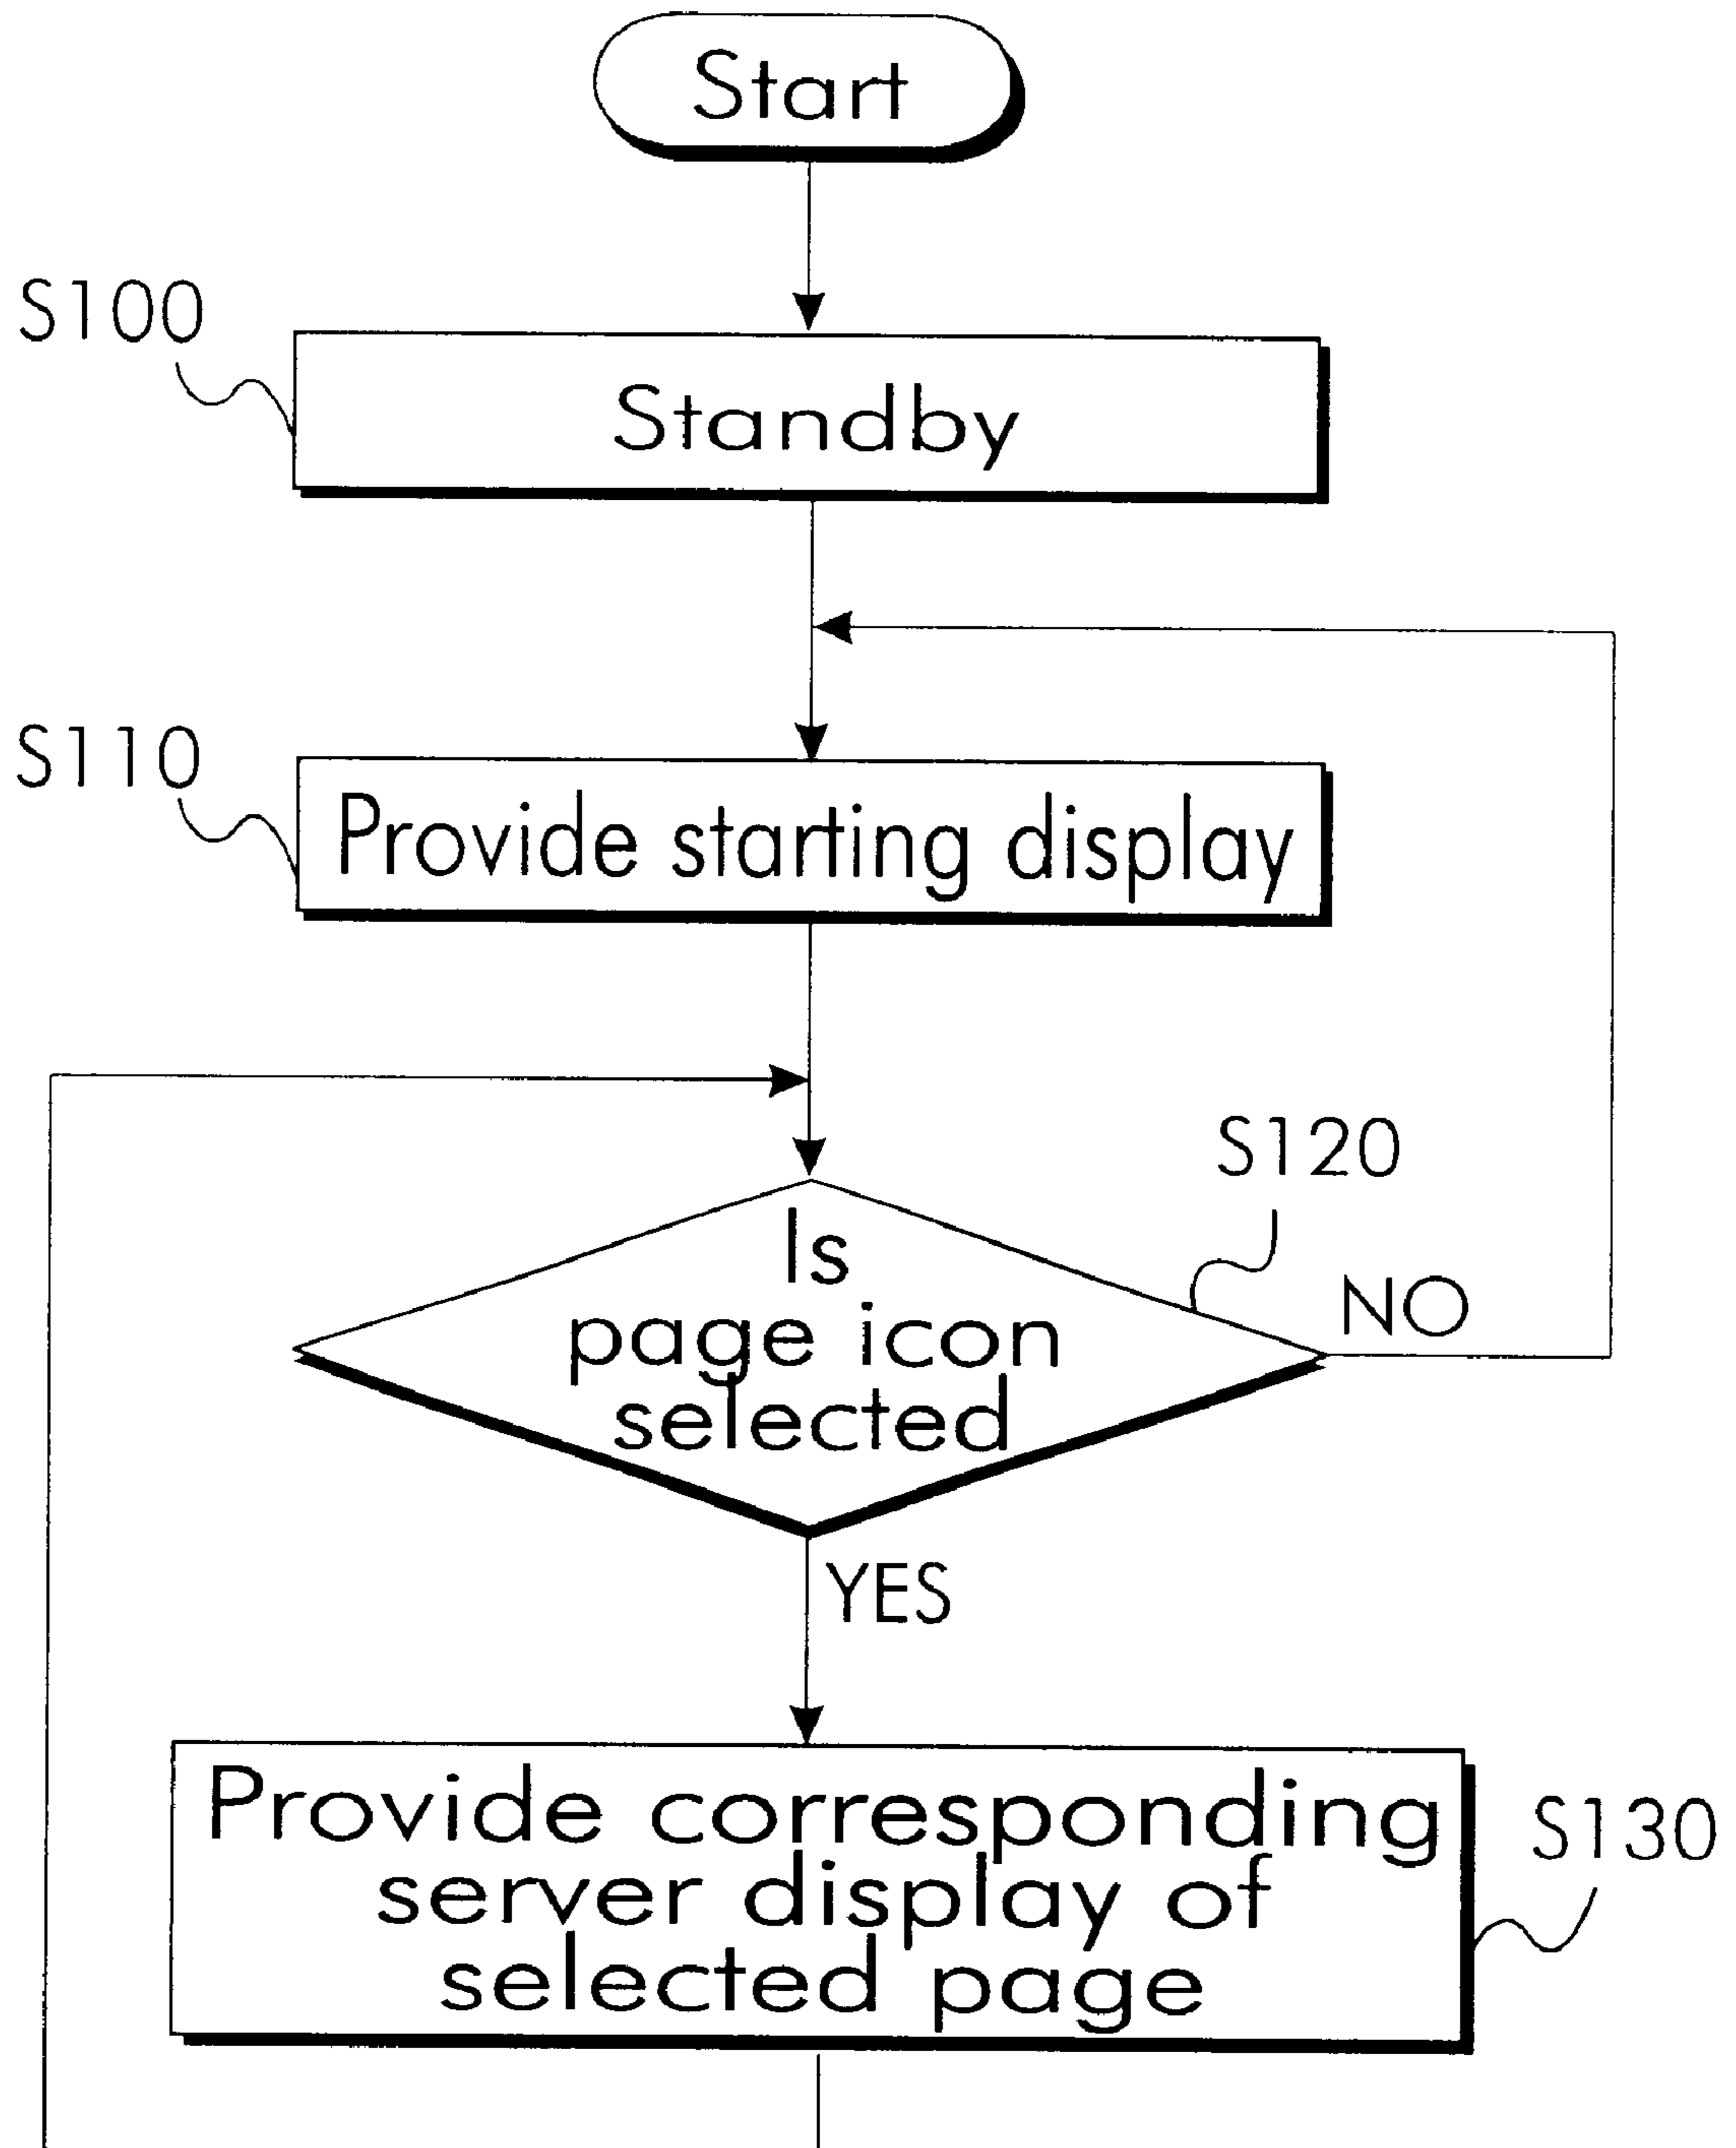 Start
S100
Standby
S110
Provide starting display
S120
Is
page icon
selected
NO
YES
Provide corresponding
server display of
selected page
S130